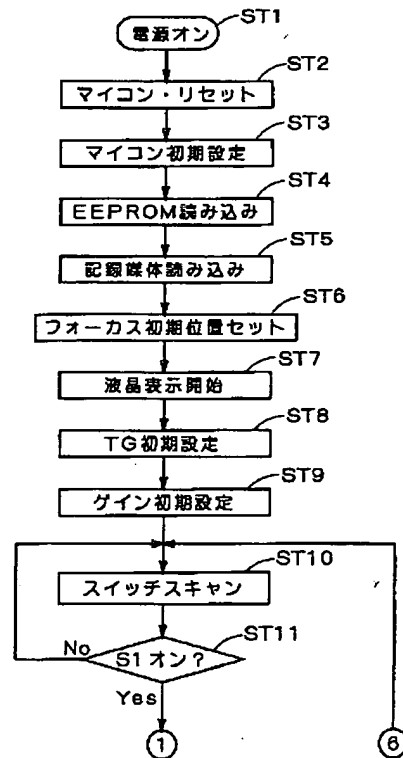 ST1
電源オン
ST2
マイコン・リセット
ST3
マイコン初期設定
ST4
EEPROM読み込み
ST5
記録媒体読み込み
ST6
フォーカス初期位置セット
ST7
液晶表示開始
ST8
TG初期設定
ST9
ゲイン初期設定
ST10
スイッチスキャン
ST11
No
S1オン？
Yes
1
6